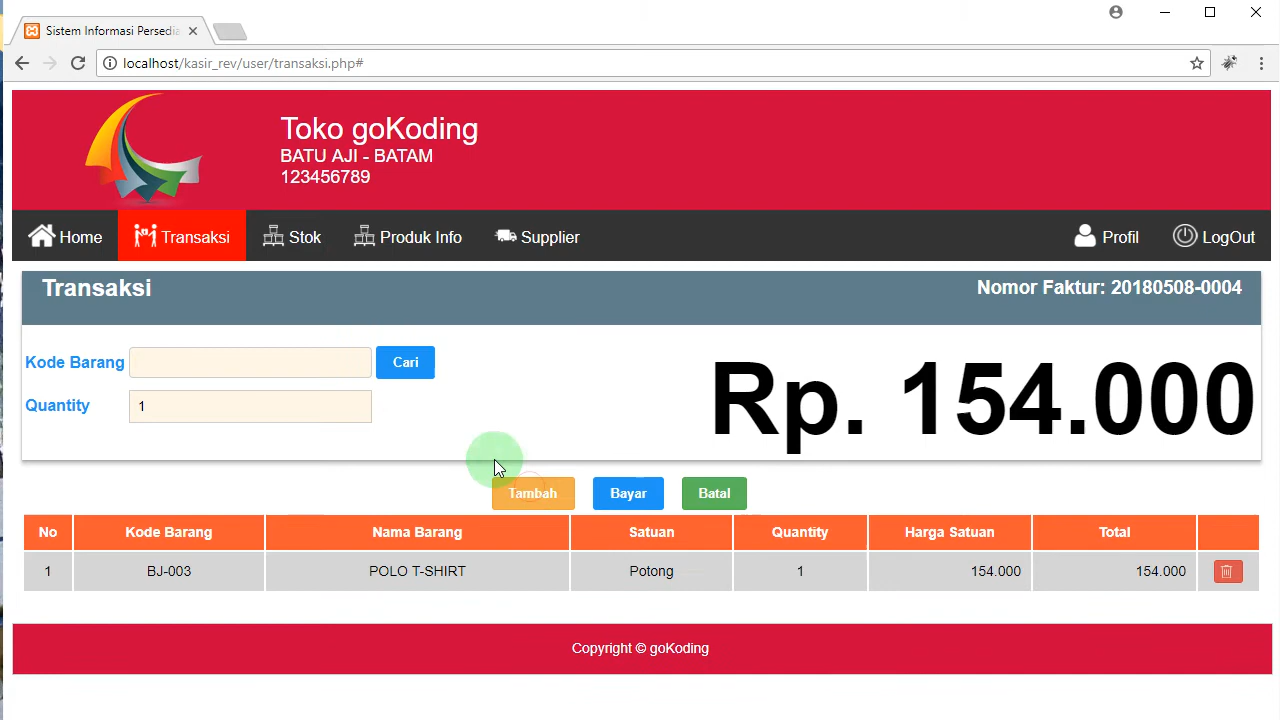 Sistem Informasi Persedia
localhost/kasir_rev/user/transaksi.php#
Toko goKoding
BATU AJI - BATAM
123456789
Home Transaksi Stok Produk Info Supplier Profil LogOut
Transaksi Nomor Faktur: 20180508-0004
Kode Barang Cari
Quantity 1
Rp. 154.000
Tambah Bayar Batal
No Kode Barang Nama Barang Satuan Quantity Harga Satuan Total
1 BJ-003 POLO T-SHIRT Potong 1 154.000 154.000
Copyright © goKoding